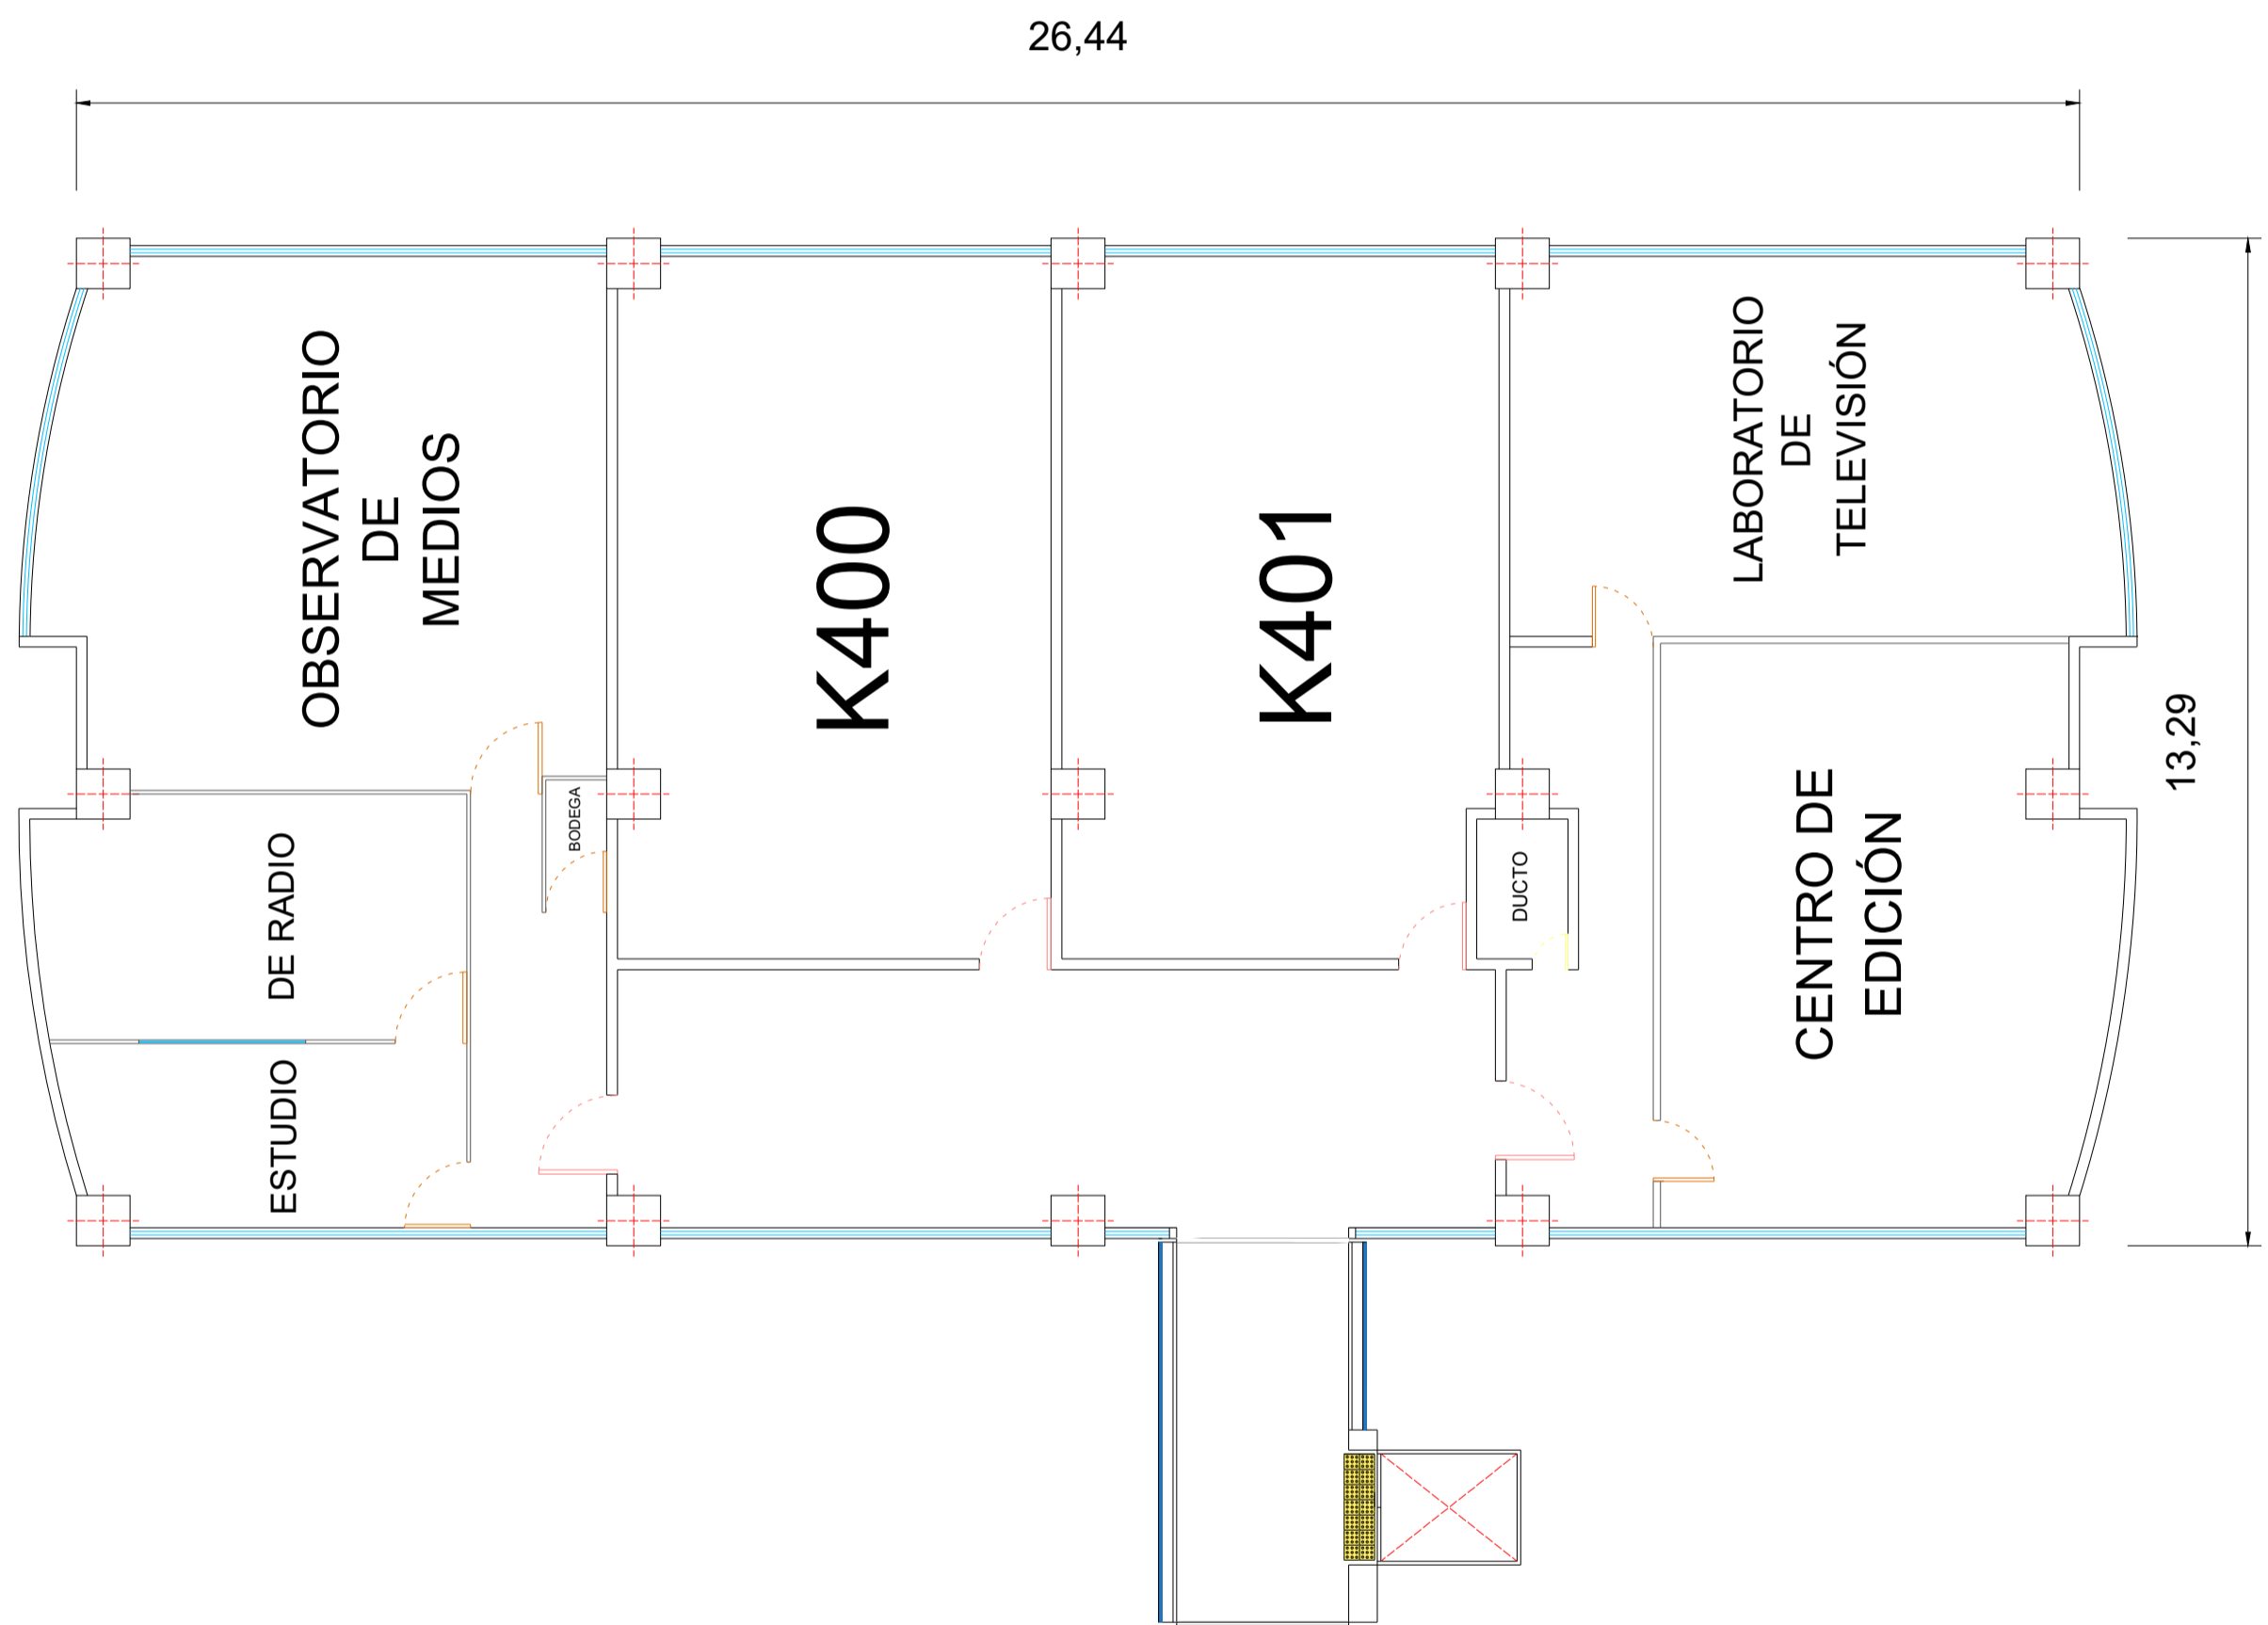 26,44
OBSERVATORIO
DE
MEDIOS
K400
K401
LABORATORIO
DE
TELEVISIÓN
13,29
BODEGA
DUCTO
CENTRO DE
EDICIÓN
DE RADIO
ESTUDIO